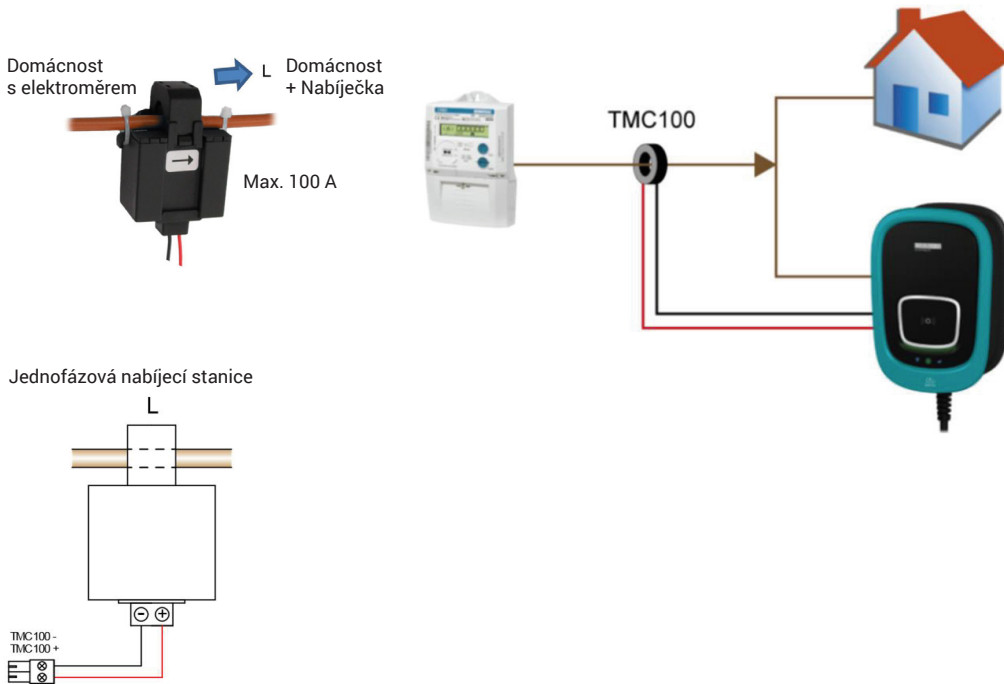 Domácnost
s elektroměrem
L
Domácnost
+ Nabíječka
Max. 100 A
TMC100
Jednofázová nabíjecí stanice
L
TMC100 -
TMC100 +